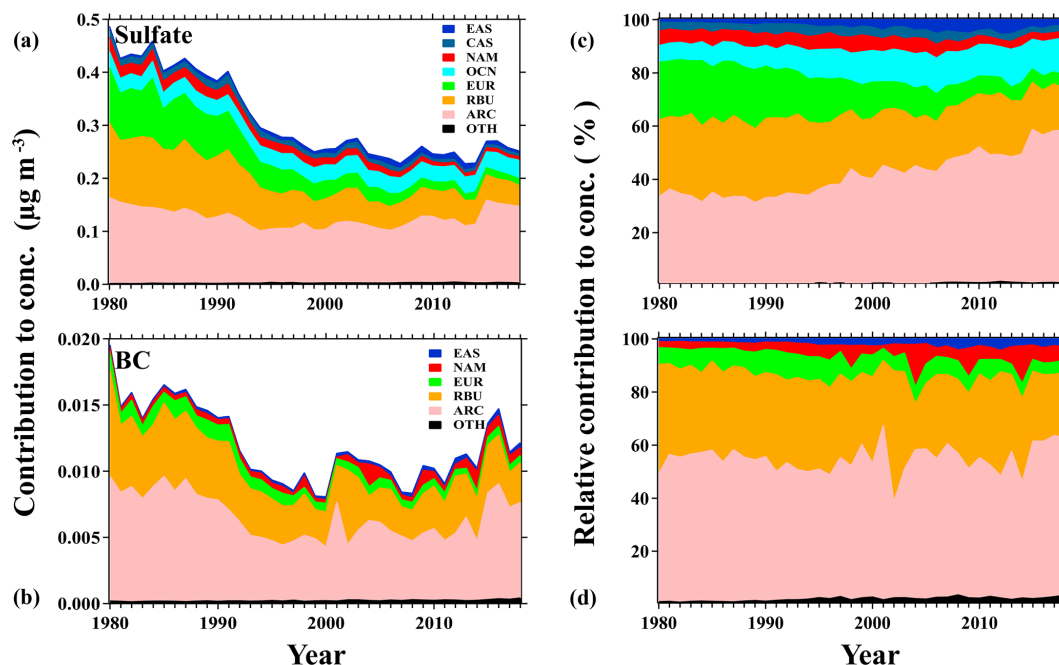 (a)
Sulfate
EAS
CAS
NAM
OCN
EUR
RBU
ARC
OTH
0.5
0.4
0.3
0.2
0.1
0.0
1980
1990
2000
2010
(c)
100
80
60
40
20
1980
1990
2000
2010
Contribution to conc. (µg m⁻³)
Relative contribution to conc. ( % )
BC
EAS
NAM
EUR
RBU
ARC
OTH
0.020
0.015
0.010
0.005
0.000
(b)
1980
1990
2000
2010
Year
100
80
60
40
20
(d)
1980
1990
2000
2010
Year